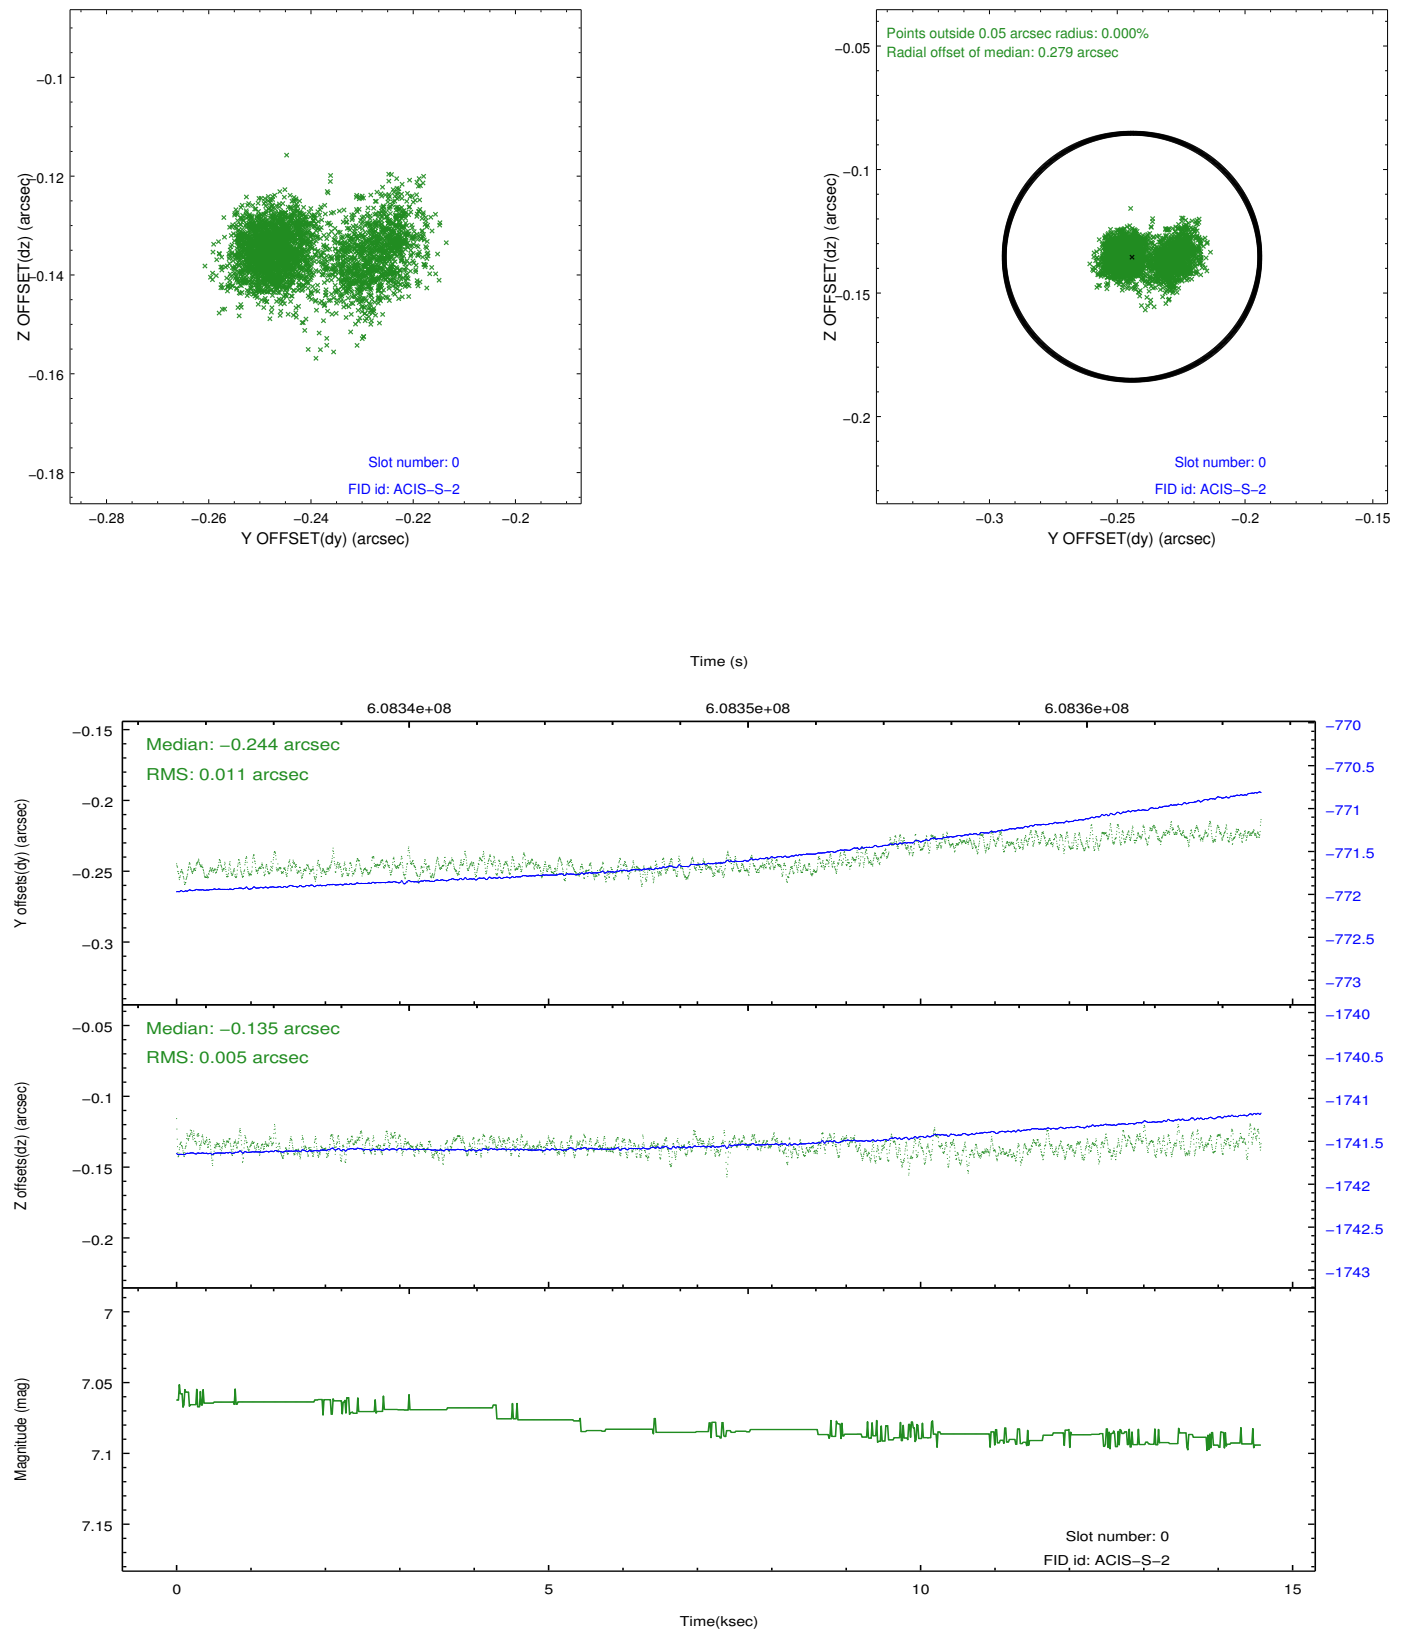 −0.1
−0.12
−0.14
−0.16
−0.18
Z OFFSET(dz) (arcsec)
Slot number: 0
FID id: ACIS−S−2
−0.28
−0.26
−0.24
−0.22
−0.2
Y OFFSET(dy) (arcsec)
Points outside 0.05 arcsec radius: 0.000%
Radial offset of median: 0.279 arcsec
−0.05
−0.1
−0.15
−0.2
Z OFFSET(dz) (arcsec)
Slot number: 0
FID id: ACIS−S−2
−0.3
−0.25
−0.2
−0.15
Y OFFSET(dy) (arcsec)
Time (s)
6.0834e+08
6.0835e+08
6.0836e+08
Median: −0.244 arcsec
RMS: 0.011 arcsec
−0.15
−0.2
−0.25
−0.3
Y offsets(dy) (arcsec)
−770
−770.5
−771
−771.5
−772
−772.5
−773
Median: −0.135 arcsec
RMS: 0.005 arcsec
−0.05
−0.1
−0.15
−0.2
Z offsets(dz) (arcsec)
−1740
−1740.5
−1741
−1741.5
−1742
−1742.5
−1743
7
7.05
7.1
7.15
Magnitude (mag)
Slot number: 0
FID id: ACIS−S−2
0
5
10
15
Time(ksec)